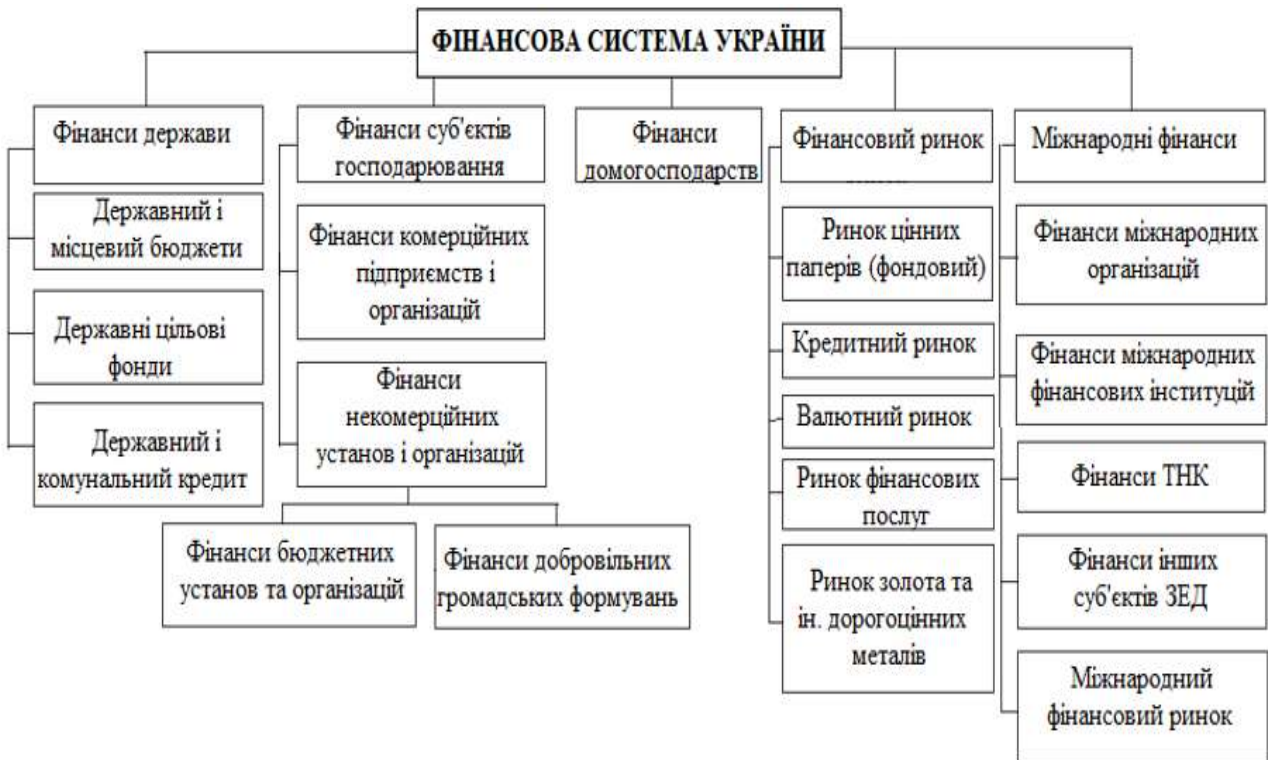 ФІНАНСОВА СИСТЕМА УКРАЇНИ
Фінанси держави
Державний і
місцевий бюджети
Державні цільові
фонди
Державний і
комунальний кредит
Фінанси суб'єктів
господарювання
Фінанси комерційних
підприємств і
організацій
Фінанси
некомерційних
установ і організацій
Фінанси бюджетних
установ та організацій
Фінанси добровільних
громадських формувань
Фінанси
домогосподарств
Фінансовий ринок
Ринок цінних
паперів (фондовий)
Кредитний ринок
Валютний ринок
Ринок фінансових
послуг
Ринок золота та
ін. дорогоцінних
металів
Міжнародні фінанси
Фінанси міжнародних
організацій
Фінанси міжнародних
фінансових інституцій
Фінанси ТНК
Фінанси інших
суб'єктів ЗЕД
Міжнародний
фінансовий ринок